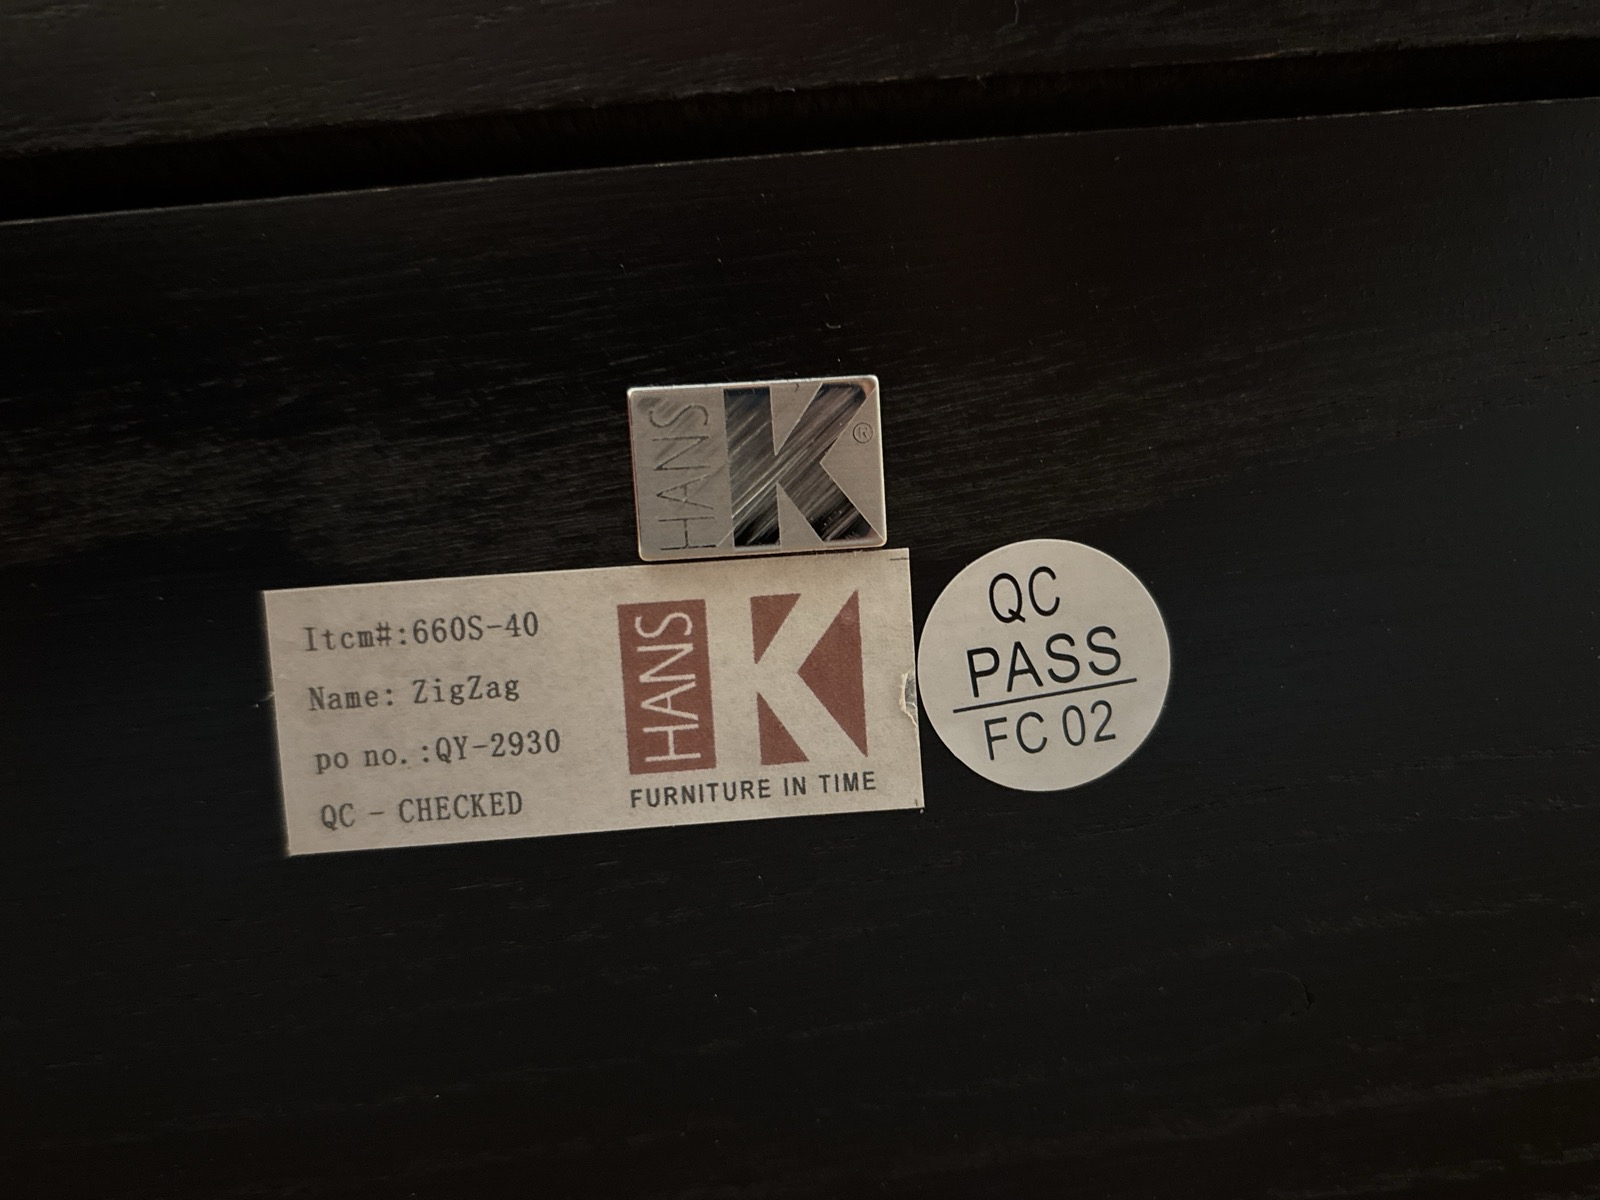 HANS K ®
Itcm#:660S-40
Name: ZigZag
po no.:QY-2930
QC - CHECKED
HANS K
FURNITURE IN TIME
QC
PASS
FC 02